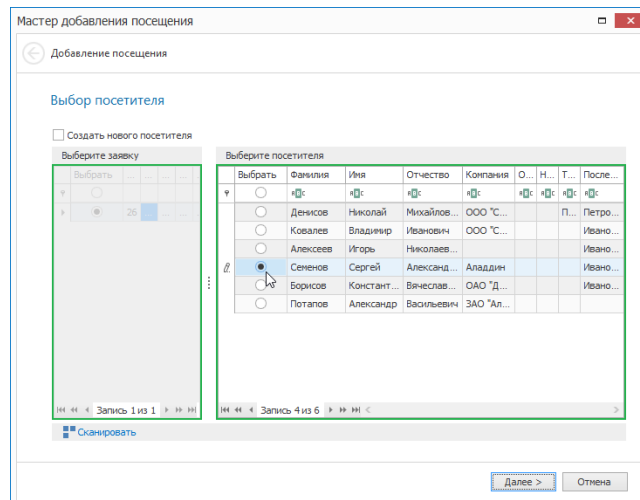 Мастер добавления посещения
Добавление посещения
Выбор посетителя
Создать нового посетителя
Выберите заявку
Выберите посетителя
Выбрать ... ... ... ...
Выбрать Фамилия Имя Отчество Компания О... Н... Т... После...
26 ...
Денисов Николай Михайлов... ООО "С... П... Петро...
Ковалев Владимир Иванович ООО "С... Ивано...
Алексеев Игорь Николаев... Ивано...
Семенов Сергей Александ... Аладдин Ивано...
Борисов Констант... Вячеслав... ОАО "Д... Ивано...
Потапов Александр Васильевич ЗАО "Ал...
Запись 1 из 1
Запись 4 из 6
Сканировать
Далее >
Отмена